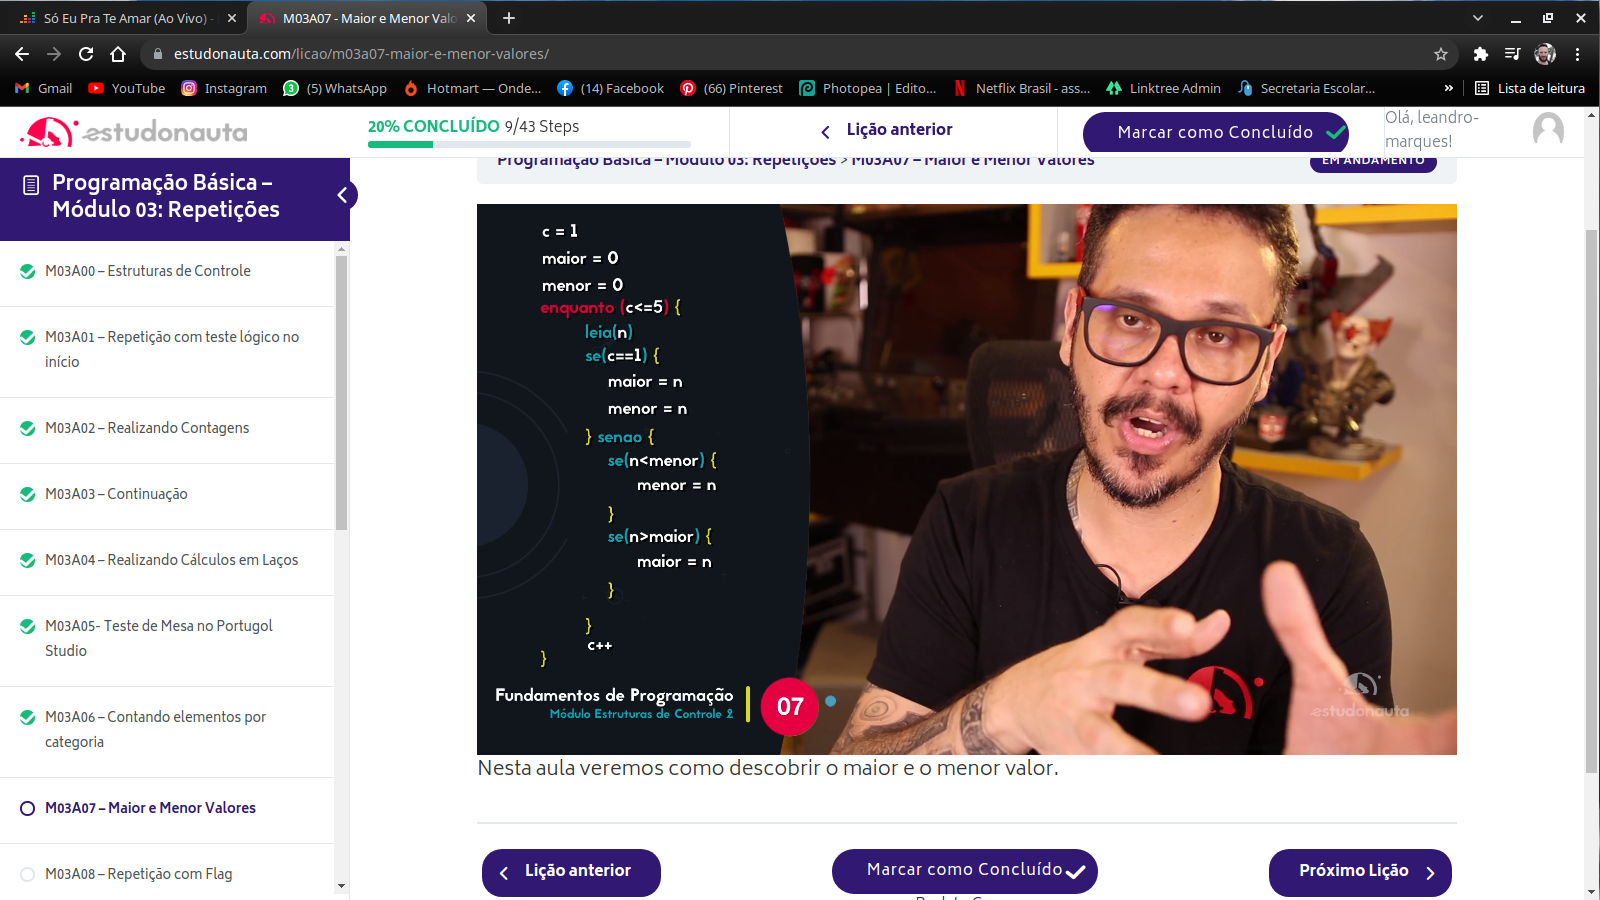 Só Eu Pra Te Amar (Ao Vivo) -
M03A07 - Maior e Menor Valo
estudonauta.com/licao/m03a07-maior-e-menor-valores/
Gmail
YouTube
Instagram
(5) WhatsApp
Hotmart — Onde...
(14) Facebook
(66) Pinterest
Photopea | Edito...
Netflix Brasil - ass...
Linktree Admin
Secretaria Escolar...
»
Lista de leitura
estudonauta
20% CONCLUÍDO 9/43 Steps
Lição anterior
Marcar como Concluído
Olá, leandro-
marques!
Programação Básica –
Módulo 03: Repetições
M03A00 – Estruturas de Controle
M03A01 – Repetição com teste lógico no
início
M03A02 – Realizando Contagens
M03A03 – Continuação
M03A04 – Realizando Cálculos em Laços
M03A05- Teste de Mesa no Portugol
Studio
M03A06 – Contando elementos por
categoria
M03A07 – Maior e Menor Valores
M03A08 – Repetição com Flag
Programação Básica – Módulo 03: Repetições > M03A07 – Maior e Menor Valores
EM ANDAMENTO
c = 1
maior = 0
menor = 0
enquanto (c<=5) {
leia(n)
se(c==1) {
maior = n
menor = n
} senao {
se(n<menor) {
menor = n
}
se(n>maior) {
maior = n
}
}
c++
}
Fundamentos de Programação
Módulo Estruturas de Controle 2
07
estudonauta
Nesta aula veremos como descobrir o maior e o menor valor.
Lição anterior
Marcar como Concluído
Próximo Lição